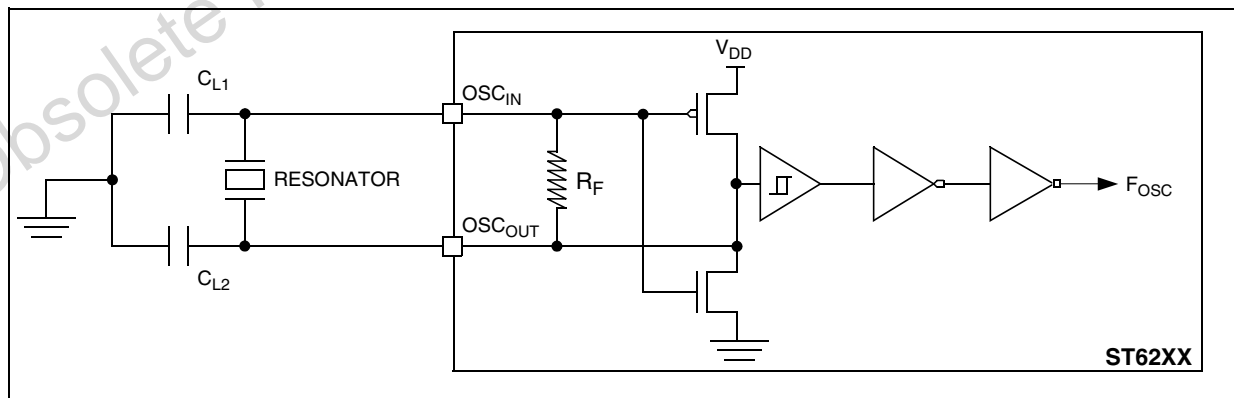 obsolete
V_DD
C_L1
OSC_IN
RESONATOR
R_F
F_OSC
OSC_OUT
C_L2
ST62XX